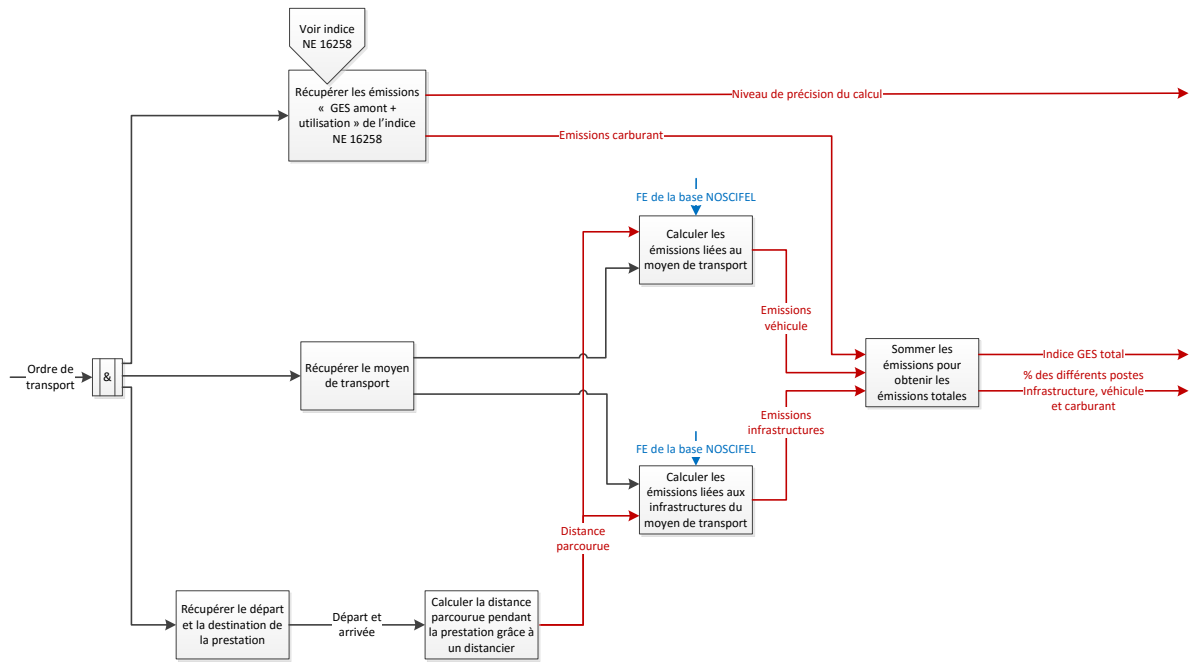 Voir indice
NE 16258
Récupérer les émissions
« GES amont +
utilisation » de l'indice
NE 16258
Niveau de précision du calcul
Emissions carburant
FE de la base NOSCIFEL
Calculer les
émissions liées au
moyen de transport
Emissions
véhicule
Ordre de
transport
&
Récupérer le moyen
de transport
Sommer les
émissions pour
obtenir les
émissions totales
Indice GES total
% des différents postes
Infrastructure, véhicule
et carburant
Emissions
infrastructures
FE de la base NOSCIFEL
Calculer les
émissions liées aux
infrastructures du
moyen de transport
Distance
parcourue
Récupérer le départ
et la destination de
la prestation
Départ et
arrivée
Calculer la distance
parcourue pendant
la prestation grâce à
un distancier